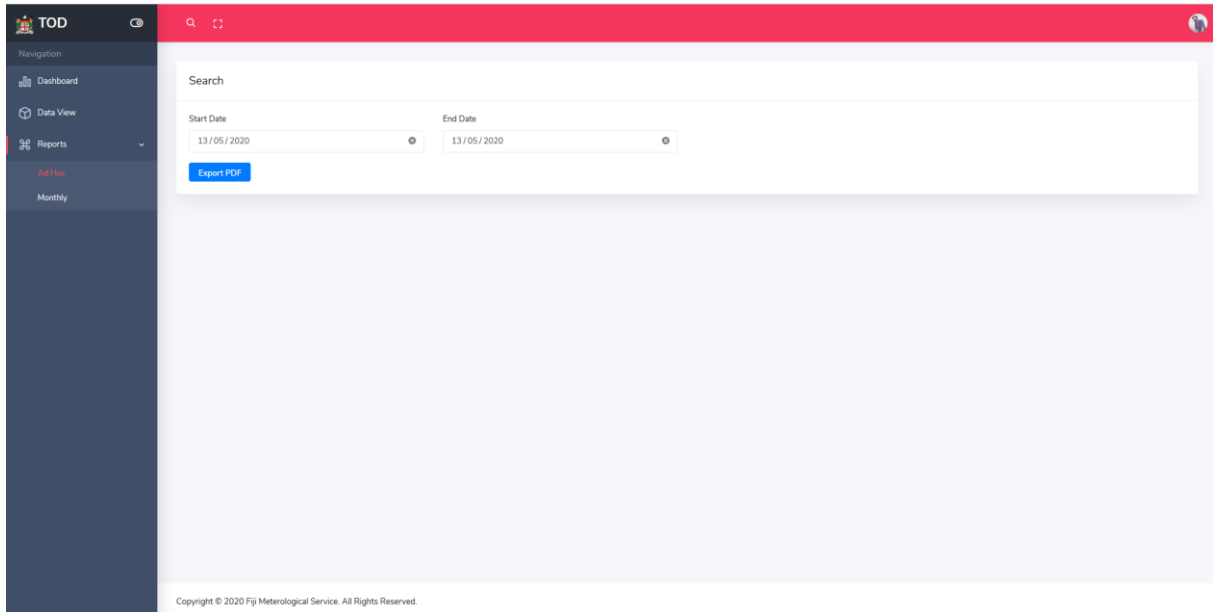 TOD
Navigation
Dashboard
Data View
Reports
Ad Hoc
Monthly
Search
Start Date End Date
13/05/2020 13/05/2020
Export PDF
Copyright © 2020 Fiji Meterological Service. All Rights Reserved.